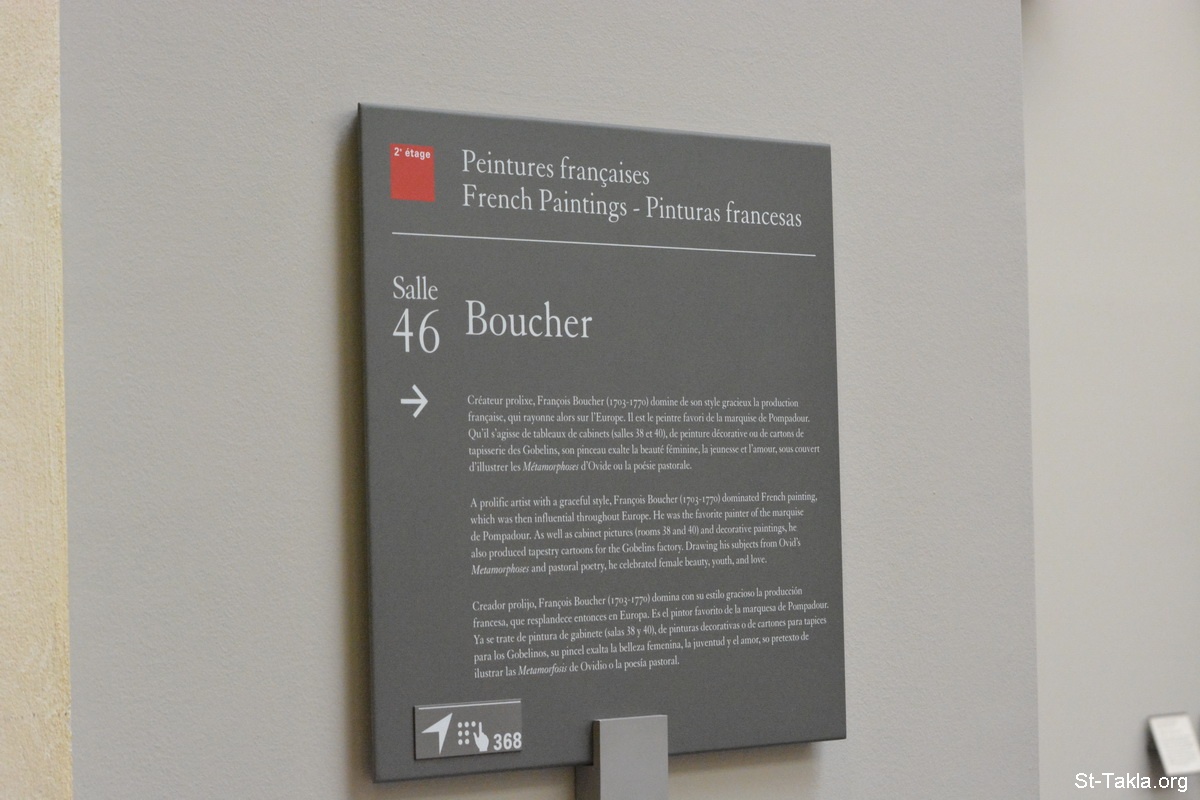 2e étage
Peintures françaises
French Paintings - Pinturas francesas
Salle
46
Boucher
Créateur prolixe, François Boucher (1703-1770) domine de son style gracieux la production
française, qui rayonne alors sur l'Europe. Il est le peintre favori de la marquise de Pompadour.
Qu'il s'agisse de tableaux de cabinets (salles 38 et 40), de peinture décorative ou de cartons de
tapisserie des Gobelins, son pinceau exalte la beauté féminine, la jeunesse et l'amour, sous couvert
d'illustrer les Métamorphoses d'Ovide ou la poésie pastorale.
A prolific artist with a graceful style, François Boucher (1703-1770) dominated French painting,
which was then influential throughout Europe. He was the favorite painter of the marquise
de Pompadour. As well as cabinet pictures (rooms 38 and 40) and decorative paintings, he
also produced tapestry cartoons for the Gobelins factory. Drawing his subjects from Ovid's
Metamorphoses and pastoral poetry, he celebrated female beauty, youth, and love.
Creador prolijo, François Boucher (1703-1770) domina con su estilo gracioso la producción
francesa, que resplandece entonces en Europa. Es el pintor favorito de la marquesa de Pompadour.
Ya se trate de pintura de gabinete (salas 38 y 40), de pinturas decorativas o de cartones para tapices
para los Gobelinos, su pincel exalta la belleza femenina, la juventud y el amor, so pretexto de
ilustrar las Metamorfosis de Ovidio o la poesía pastoral.
368
St-Takla.org